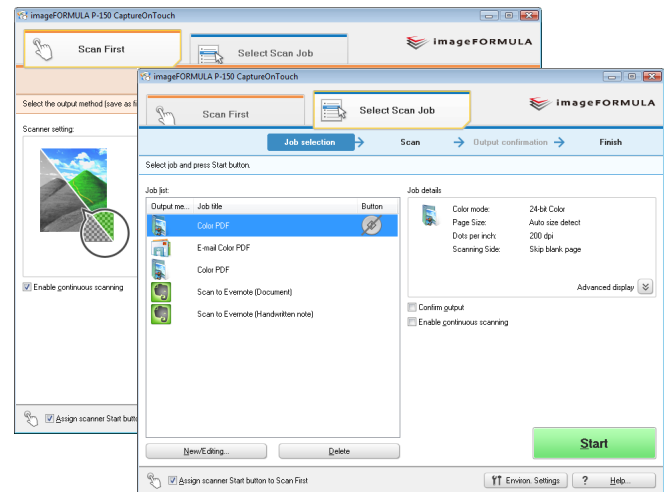 imageFORMULA P-150 CaptureOnTouch
Scan First
Select Scan Job
imageFORMULA
Select the output method (save as fi
Scanner setting:
Enable continuous scanning
Assign scanner Start butto
imageFORMULA P-150 CaptureOnTouch
Scan First
Select Scan Job
imageFORMULA
Job selection
Scan
Output confirmation
Finish
Select job and press Start button.
Job list:
Output me... Job title Button
Color PDF
E-mail Color PDF
Color PDF
Scan to Evernote (Document)
Scan to Evernote (Handwritten note)
New/Editing...
Delete
Job details
Color mode: 24-bit Color
Page Size: Auto size detect
Dots per inch: 200 dpi
Scanning Side: Skip blank page
Advanced display
Confirm output
Enable continuous scanning
Start
Assign scanner Start button to Scan First
Environ. Settings
? Help...